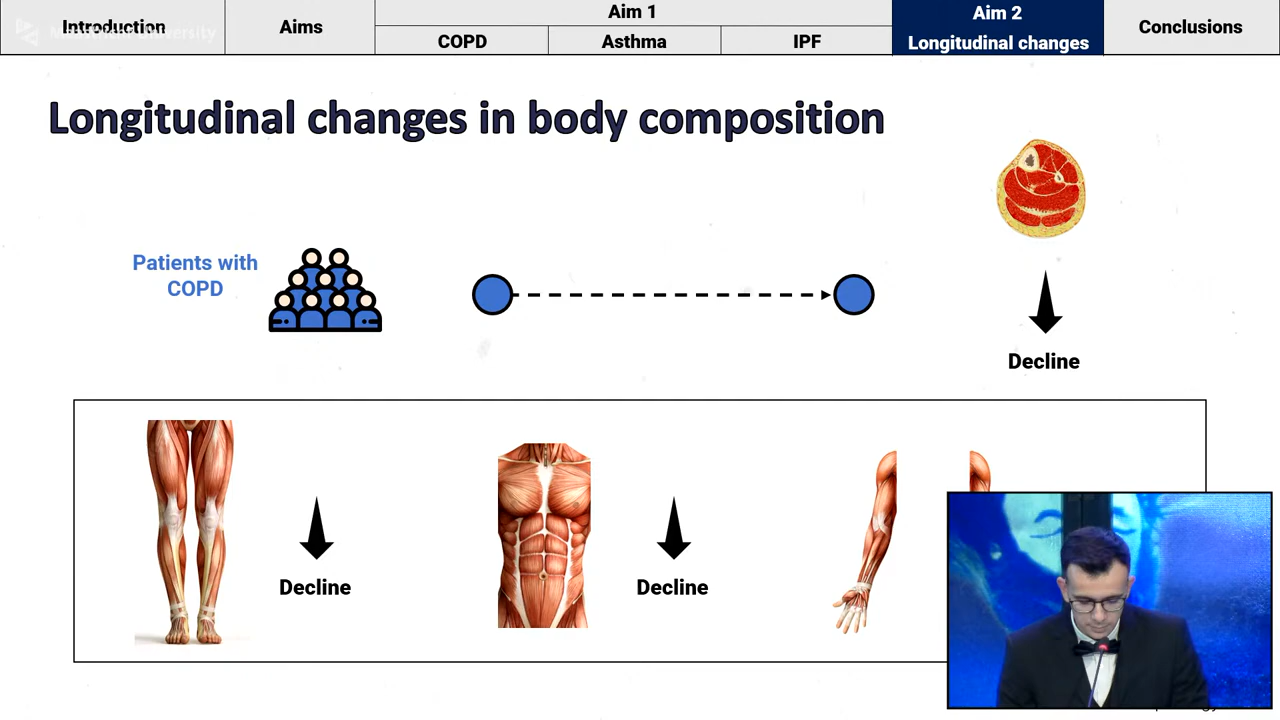 Introduction
Aims
Aim 1
COPD
Asthma
IPF
Aim 2
Longitudinal changes
Conclusions
Longitudinal changes in body composition
Patients with
COPD
Decline
Decline
Decline